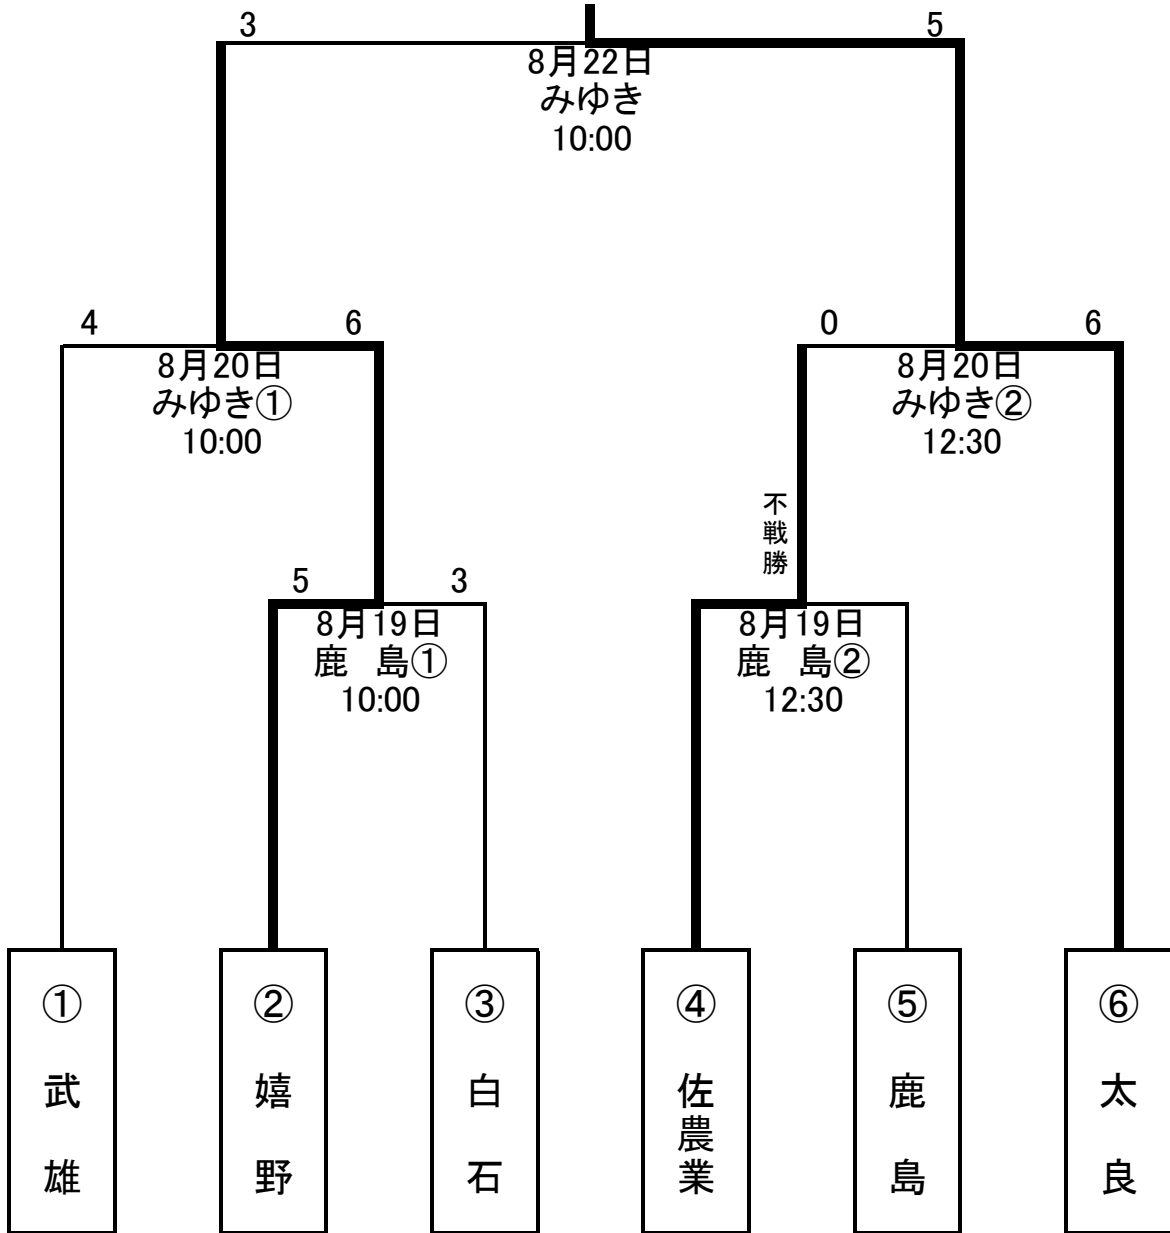 3
5
8月22日
みゆき
10:00
4
6
8月20日
みゆき①
10:00
0
6
8月20日
みゆき②
12:30
不戦勝
5
3
8月19日
鹿 島①
10:00
8月19日
鹿 島②
12:30
①
武雄
②
嬉野
③
白石
④
佐農業
⑤
鹿島
⑥
太良